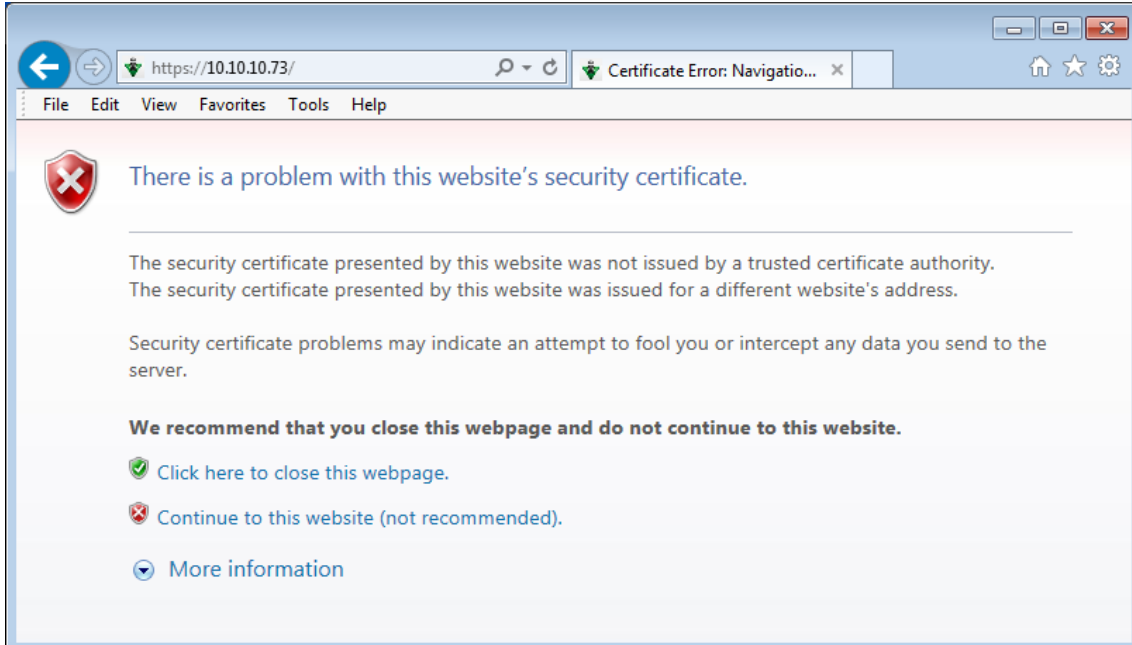 https://10.10.10.73/
Certificate Error: Navigatio...
File Edit View Favorites Tools Help
There is a problem with this website's security certificate.
The security certificate presented by this website was not issued by a trusted certificate authority.
The security certificate presented by this website was issued for a different website's address.
Security certificate problems may indicate an attempt to fool you or intercept any data you send to the
server.
We recommend that you close this webpage and do not continue to this website.
Click here to close this webpage.
Continue to this website (not recommended).
More information